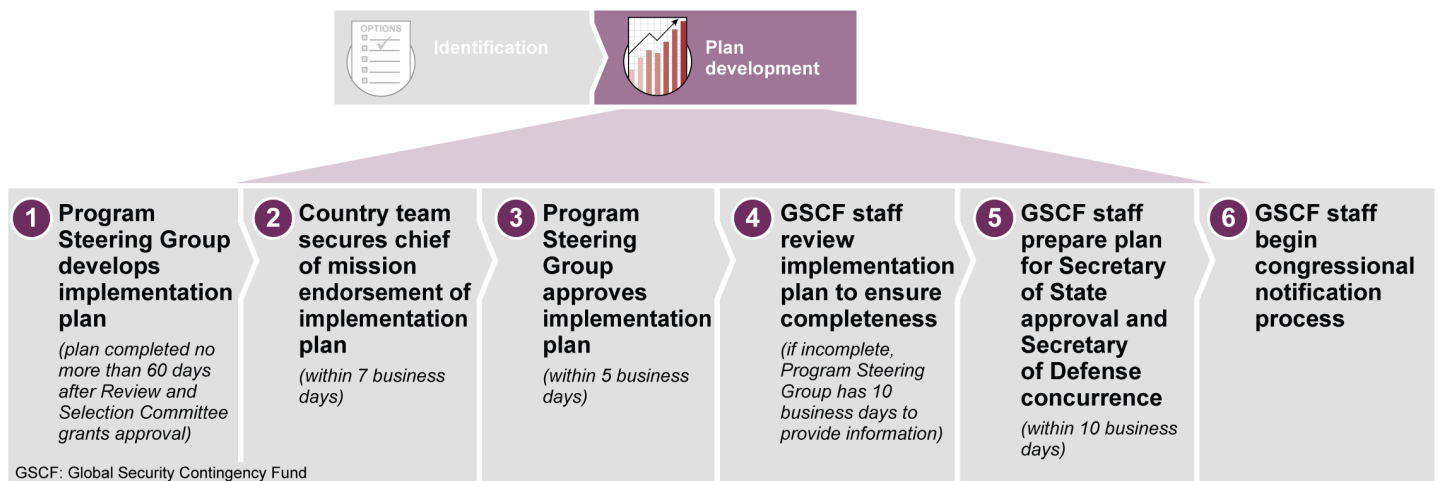 OPTIONS
Identification
Plan
development
1
Program
Steering Group
develops
implementation
plan
(plan completed no
more than 60 days
after Review and
Selection Committee
grants approval)
2
Country team
secures chief
of mission
endorsement of
implementation
plan
(within 7 business
days)
3
Program
Steering
Group
approves
implementation
plan
(within 5 business
days)
4
GSCF staff
review
implementation
plan to ensure
completeness
(if incomplete,
Program Steering
Group has 10
business days to
provide information)
5
GSCF staff
prepare plan
for Secretary
of State
approval and
Secretary
of Defense
concurrence
(within 10 business
days)
6
GSCF staff
begin
congressional
notification
process
GSCF: Global Security Contingency Fund